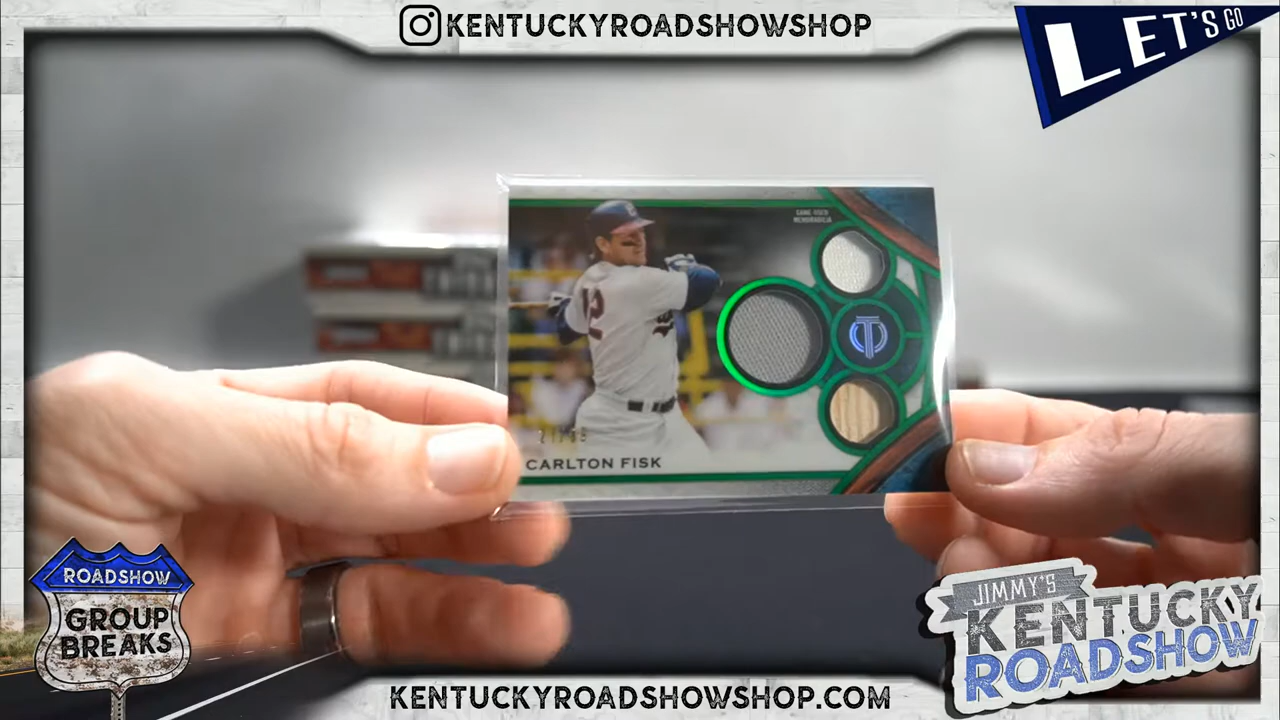 KENTUCKYROADSHOWSHOP
LET'S GO
GAME-USED
MEMORABILIA
12
CARLTON FISK
ROADSHOW
GROUP
BREAKS
JIMMY'S
KENTUCKY
ROADSHOW
KENTUCKYROADSHOWSHOP.COM